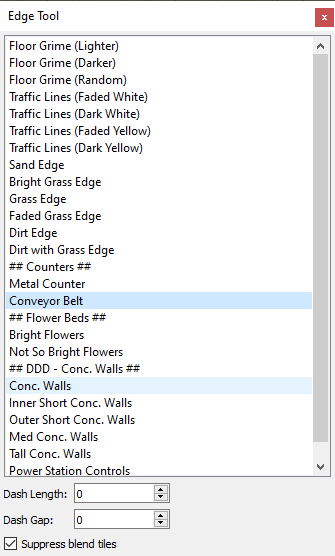 Edge Tool
x
Floor Grime (Lighter)
Floor Grime (Darker)
Floor Grime (Random)
Traffic Lines (Faded White)
Traffic Lines (Dark White)
Traffic Lines (Faded Yellow)
Traffic Lines (Dark Yellow)
Sand Edge
Bright Grass Edge
Grass Edge
Faded Grass Edge
Dirt Edge
Dirt with Grass Edge
## Counters ##
Metal Counter
Conveyor Belt
## Flower Beds ##
Bright Flowers
Not So Bright Flowers
## DDD - Conc. Walls ##
Conc. Walls
Inner Short Conc. Walls
Outer Short Conc. Walls
Med Conc. Walls
Tall Conc. Walls
Power Station Controls
Dash Length: 0
Dash Gap: 0
Suppress blend tiles